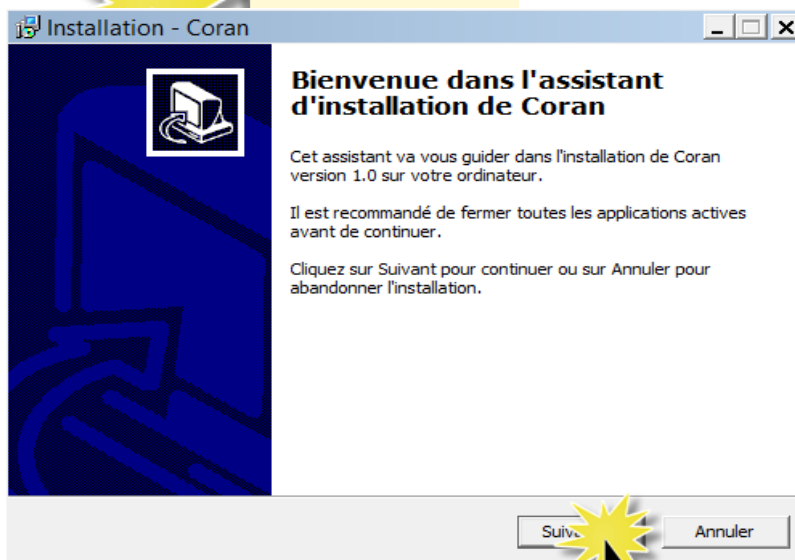 Installation - Coran
Bienvenue dans l'assistant
d'installation de Coran
Cet assistant va vous guider dans l'installation de Coran
version 1.0 sur votre ordinateur.
Il est recommandé de fermer toutes les applications actives
avant de continuer.
Cliquez sur Suivant pour continuer ou sur Annuler pour
abandonner l'installation.
Annuler